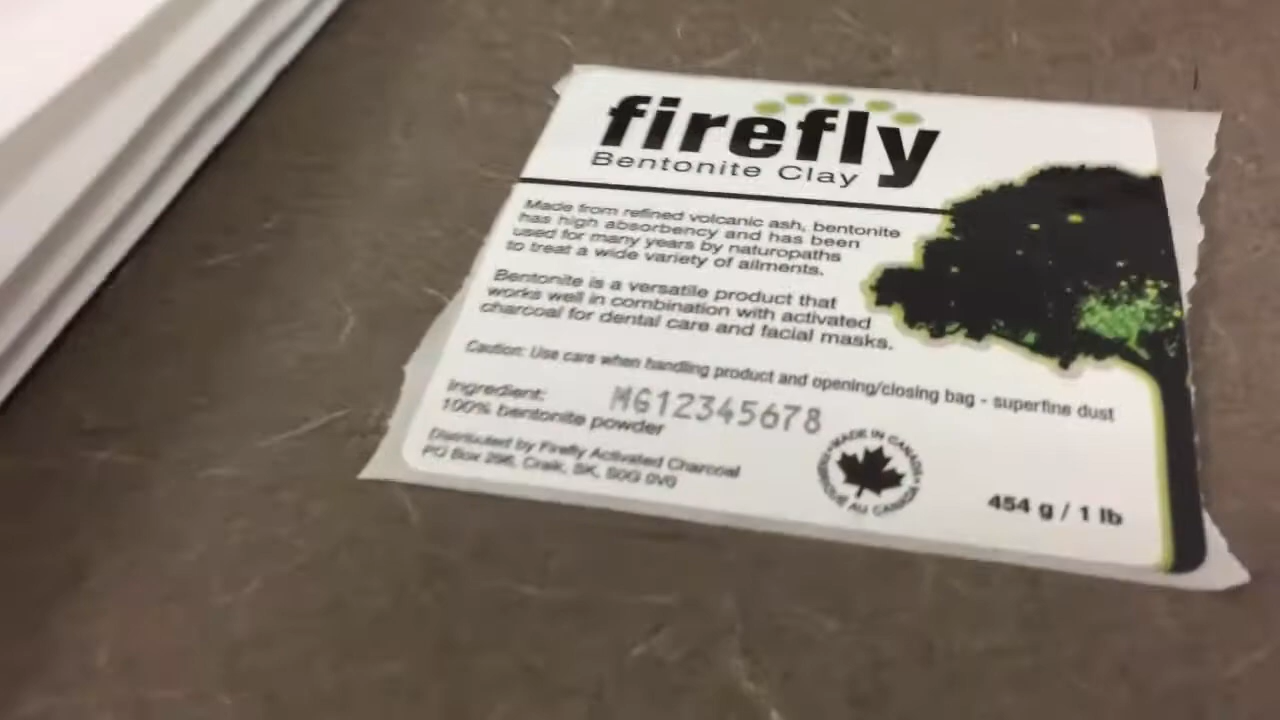 firefly
Bentonite Clay
Made from refined volcanic ash, bentonite
has high absorbency and has been
used for many years by naturopaths
to treat a wide variety of ailments.
Bentonite is a versatile product that
works well in combination with activated
charcoal for dental care and facial masks.
Caution: Use care when handling product and opening/closing bag - superfine dust
Ingredient:
100% bentonite powder
MG12345678
Distributed by Firefly Activated Charcoal
PO Box 296, Craik, SK, S0G 0V0
MADE IN CANADA
AU CANADA
454 g / 1 lb